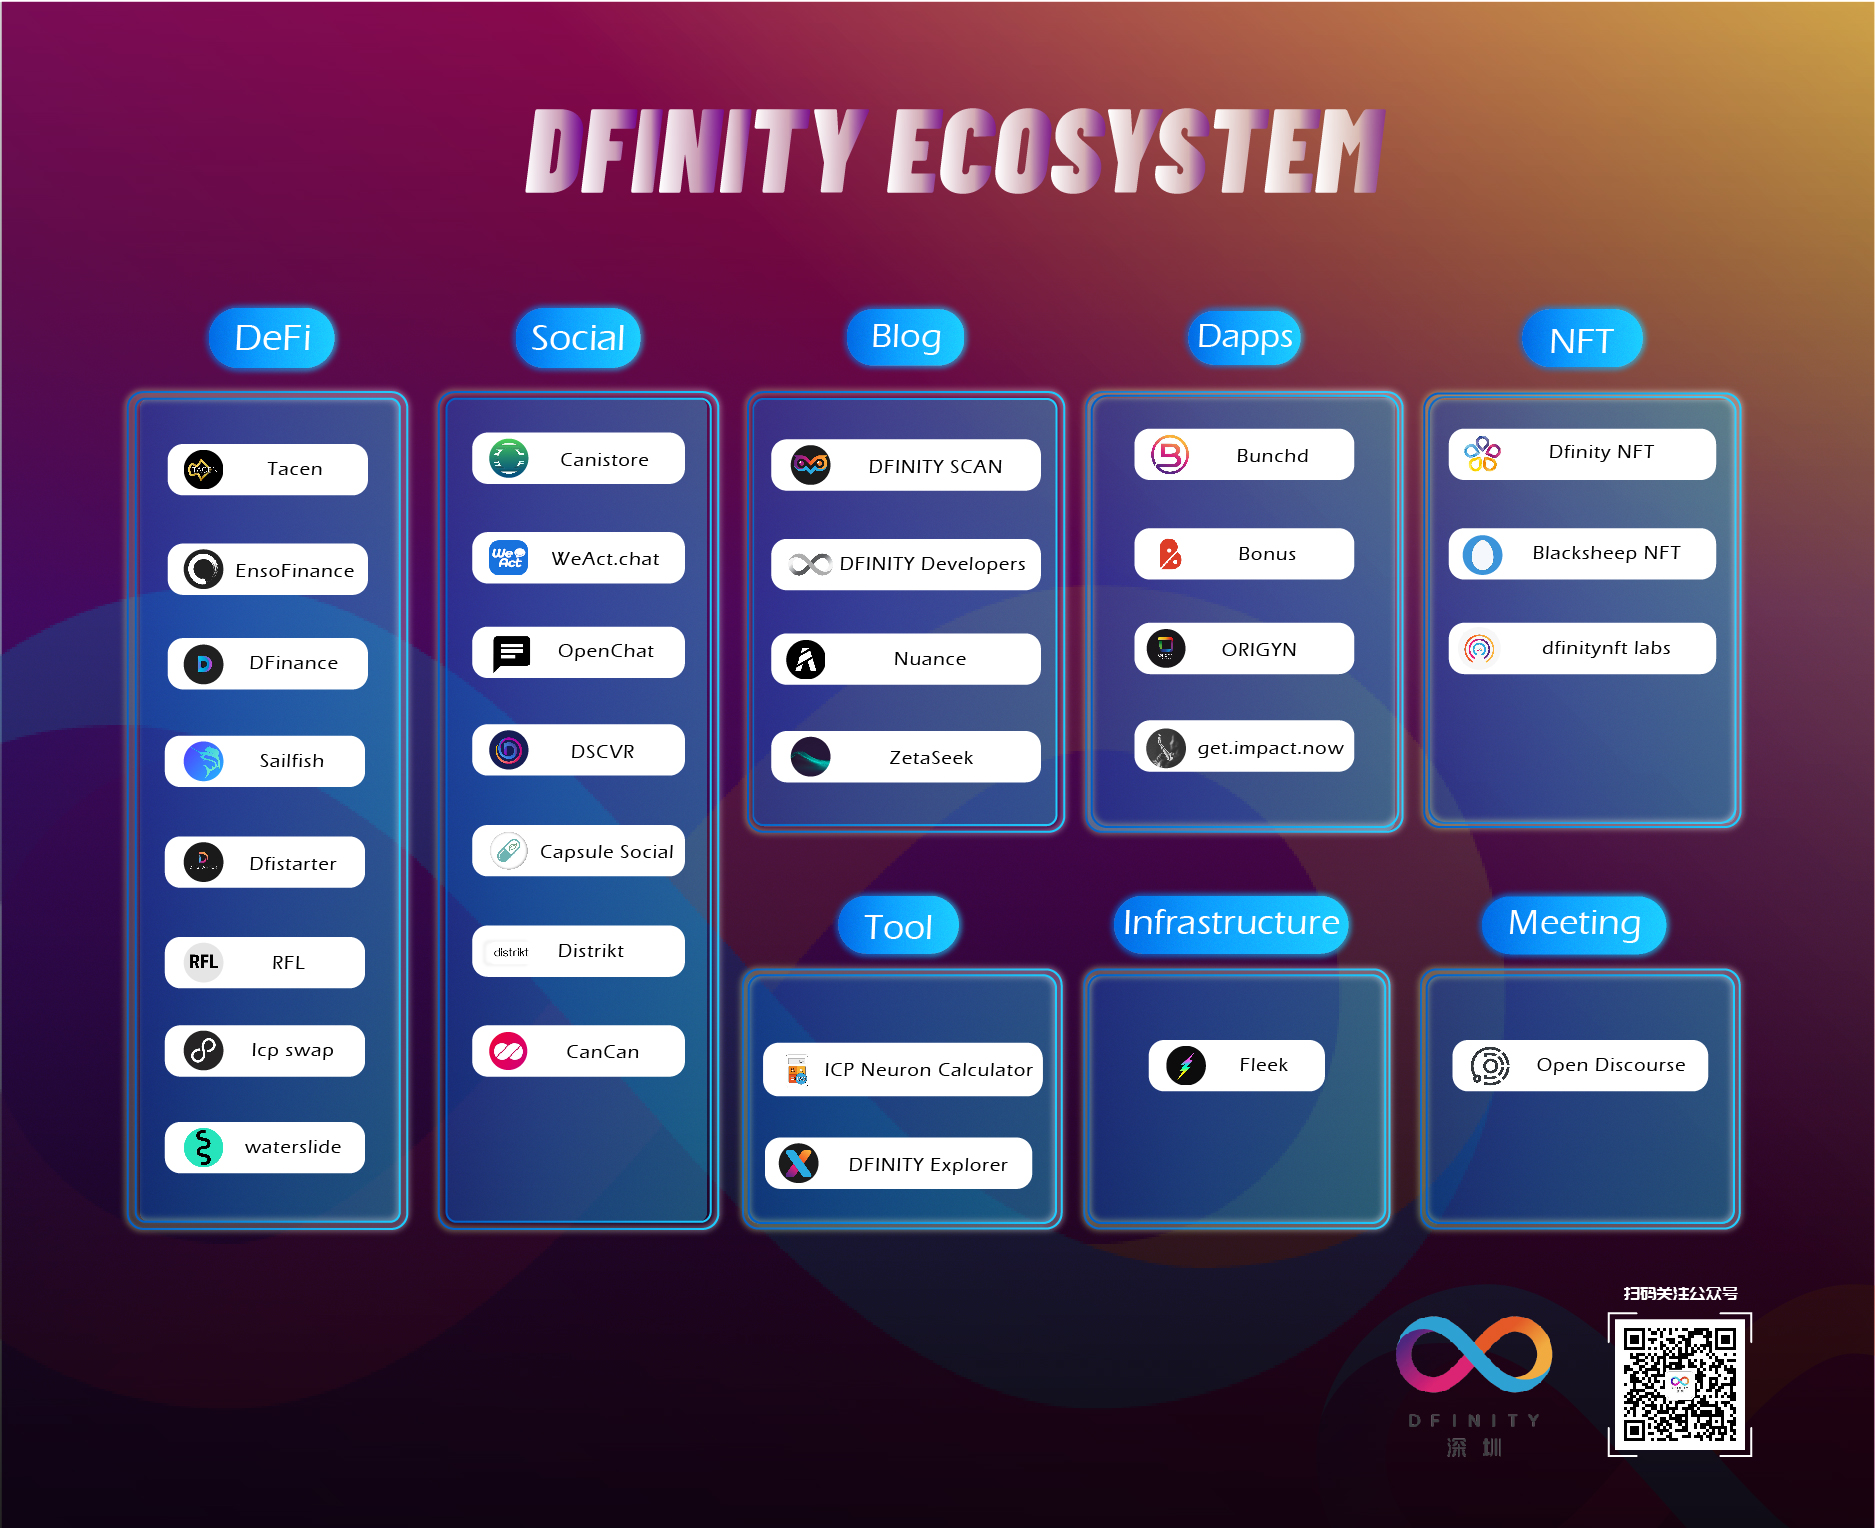 DFINITY ECOSYSTEM
DeFi
Tacen
EnsoFinance
DFinance
Sailfish
Dfistarter
RFL RFL
Icp swap
waterslide
Social
Canistore
We Act WeAct.chat
OpenChat
DSCVR
Capsule Social
distrikt Distrikt
CanCan
Blog
DFINITY SCAN
DFINITY Developers
Nuance
ZetaSeek
Dapps
Bunchd
Bonus
ORIGYN
get.impact.now
NFT
Dfinity NFT
Blacksheep NFT
dfinitynft labs
Tool
ICP Neuron Calculator
DFINITY Explorer
Infrastructure
Fleek
Meeting
Open Discourse
DFINITY
深圳
扫码关注公众号